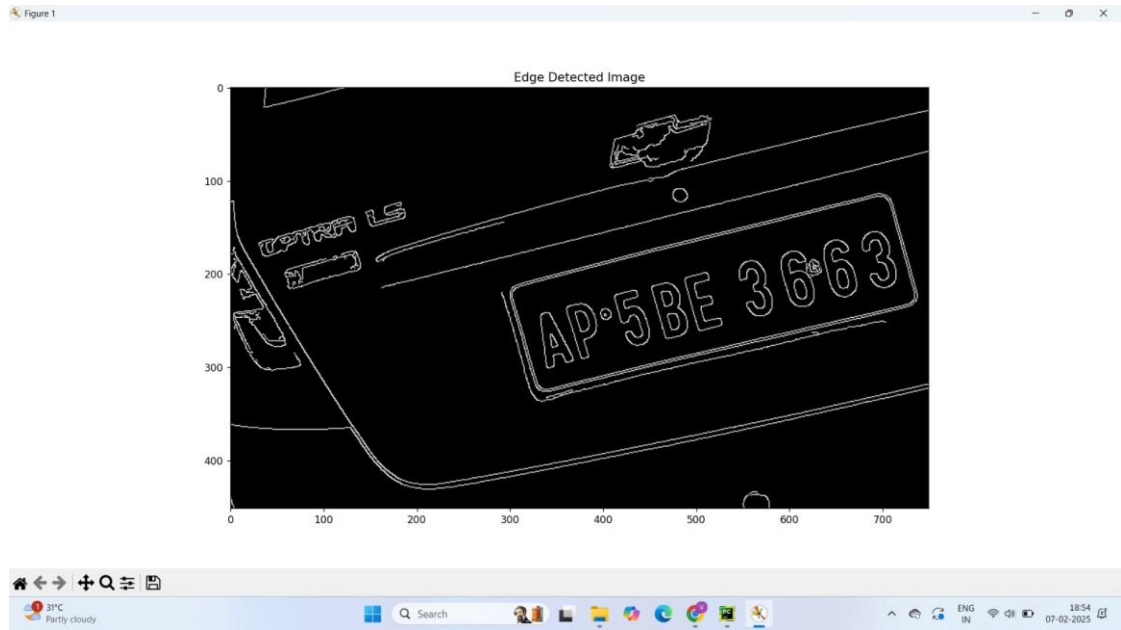 Figure 1
Edge Detected Image
0
100
200
300
400
OPTRA LS
AP 5BE 3663
0 100 200 300 400 500 600 700
1
31°C
Partly cloudy
Search
ENG
IN
18:54
07-02-2025